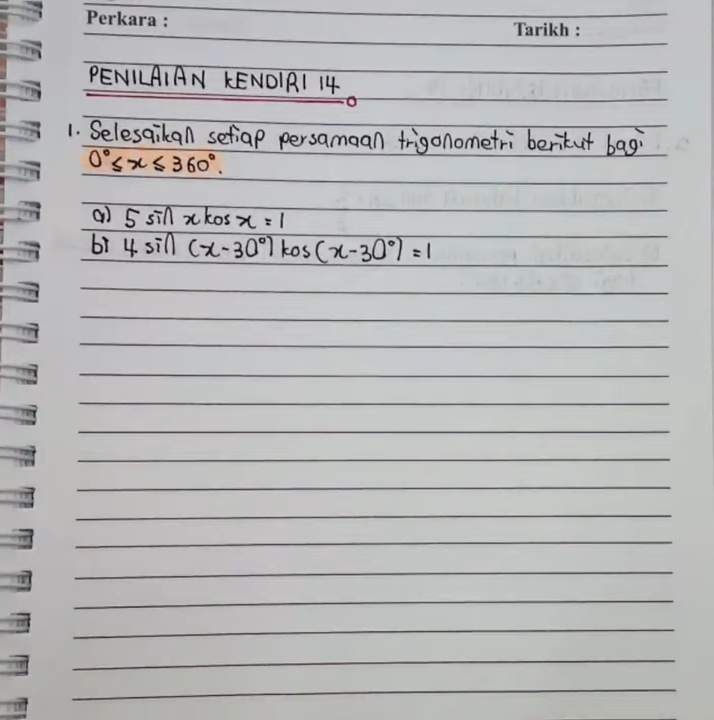 Perkara :
Tarikh :
PENILAIAN KENDIRI 14
1. Selesaikan setiap persamaan trigonometri berikut bagi
0° ≤ x ≤ 360°.
a) 5 sin x kos x = 1
b) 4 sin (x-30°) kos (x-30°) = 1